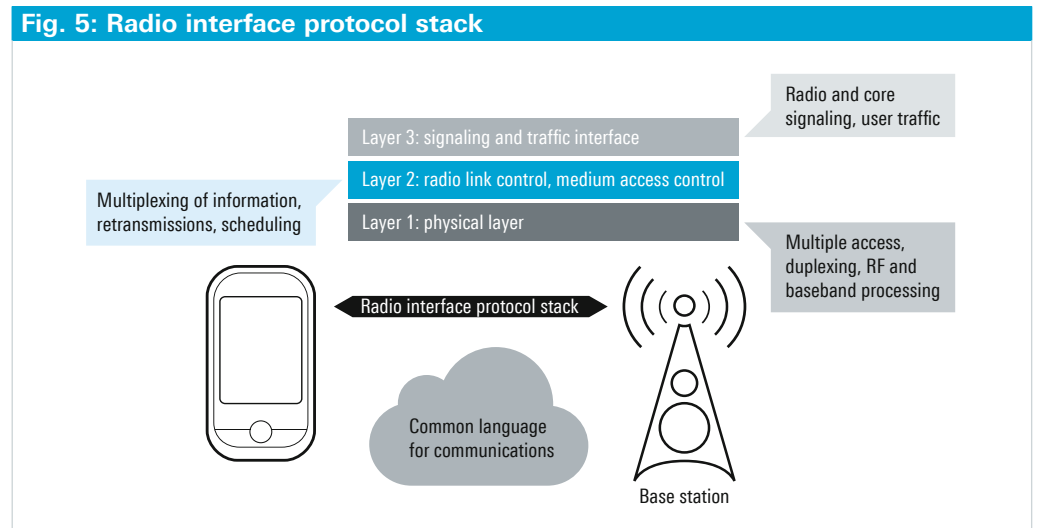 Fig. 5: Radio interface protocol stack
Radio and core
signaling, user traffic
Layer 3: signaling and traffic interface
Layer 2: radio link control, medium access control
Multiplexing of information,
retransmissions, scheduling
Layer 1: physical layer
Multiple access,
duplexing, RF and
baseband processing
Radio interface protocol stack
Common language
for communications
Base station